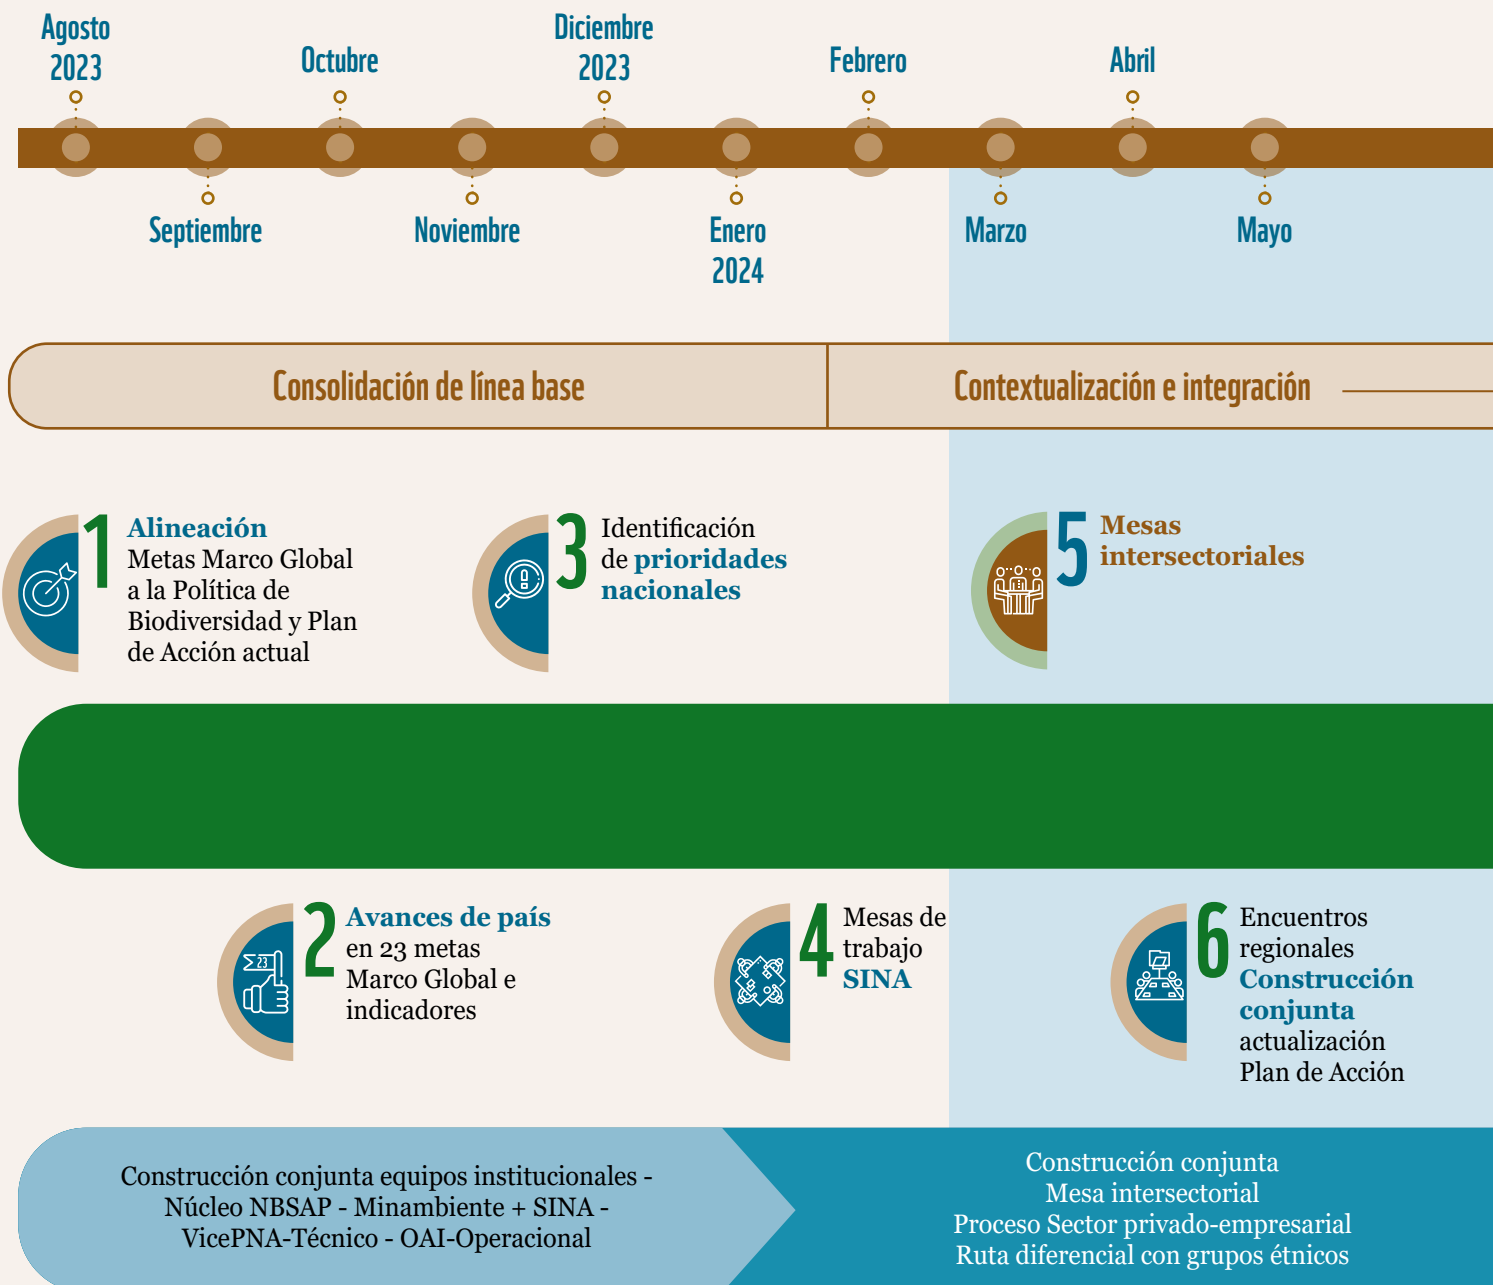 Agosto
2023
Octubre
Diciembre
2023
Febrero
Abril
Septiembre
Noviembre
Enero
2024
Marzo
Mayo
Consolidación de línea base
Contextualización e integración
1
Alineación
Metas Marco Global
a la Política de
Biodiversidad y Plan
de Acción actual
3
Identificación
de prioridades
nacionales
5
Mesas
intersectoriales
23
2
Avances de país
en 23 metas
Marco Global e
indicadores
4
Mesas de
trabajo
SINA
6
Encuentros
regionales
Construcción
conjunta
actualización
Plan de Acción
Construcción conjunta equipos institucionales -
Núcleo NBSAP - Minambiente + SINA -
VicePNA-Técnico - OAI-Operacional
Construcción conjunta
Mesa intersectorial
Proceso Sector privado-empresarial
Ruta diferencial con grupos étnicos